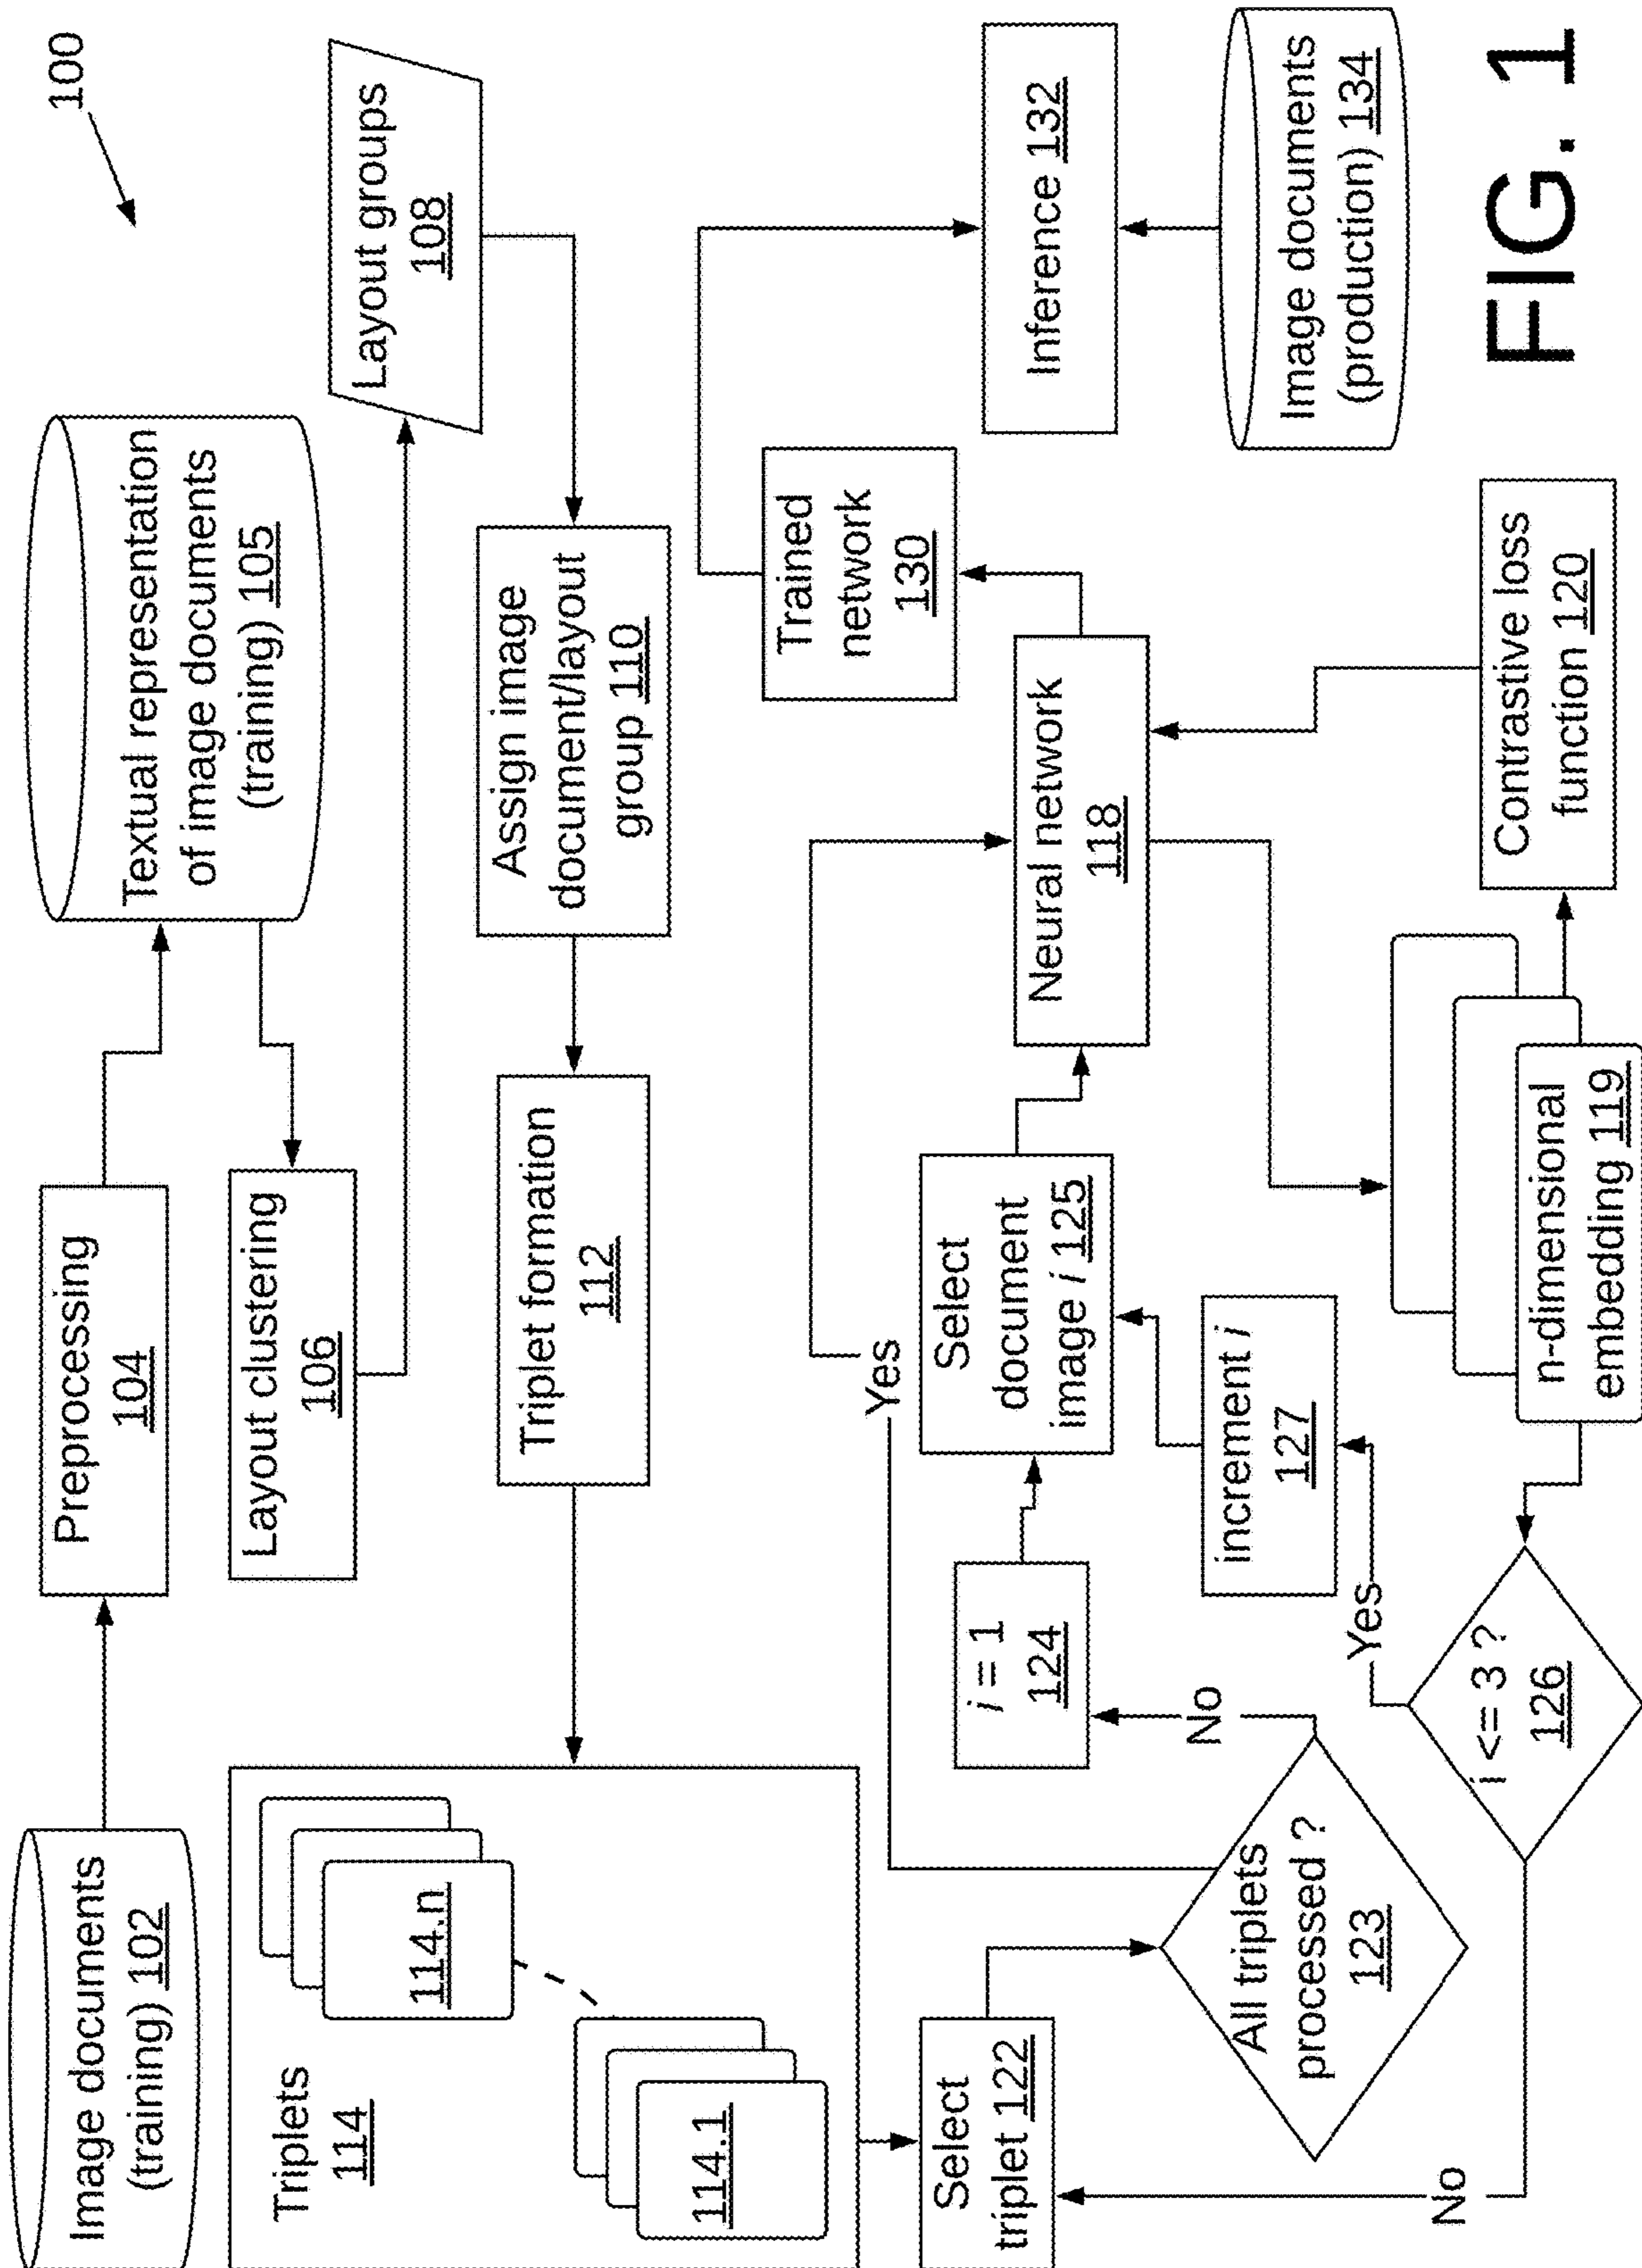 100
Image documents
(training) 102
Preprocessing
104
Textual representation
of image documents
(training) 105
Layout clustering
106
Layout groups
108
Triplets
114
114.n
114.1
Triplet formation
112
Assign image
document/layout
group 110
Select
triplet 122
All triplets
processed ?
123
Yes
No
i = 1
124
Select
document
image i 125
increment i
127
i <= 3 ?
126
Yes
No
Neural network
118
n-dimensional
embedding 119
Contrastive loss
function 120
Trained
network
130
Inference 132
Image documents
(production) 134
FIG. 1